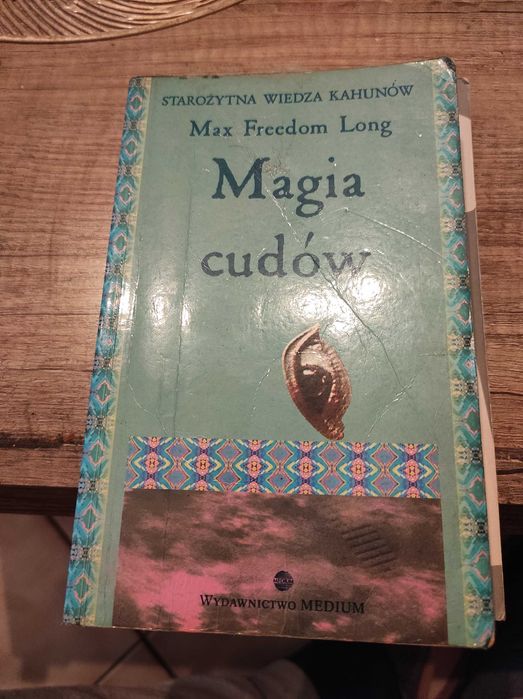 STAROŻYTNA WIEDZA KAHUNÓW
Max Freedom Long
Magia
cudów
WYDAWNICTWO MEDIUM